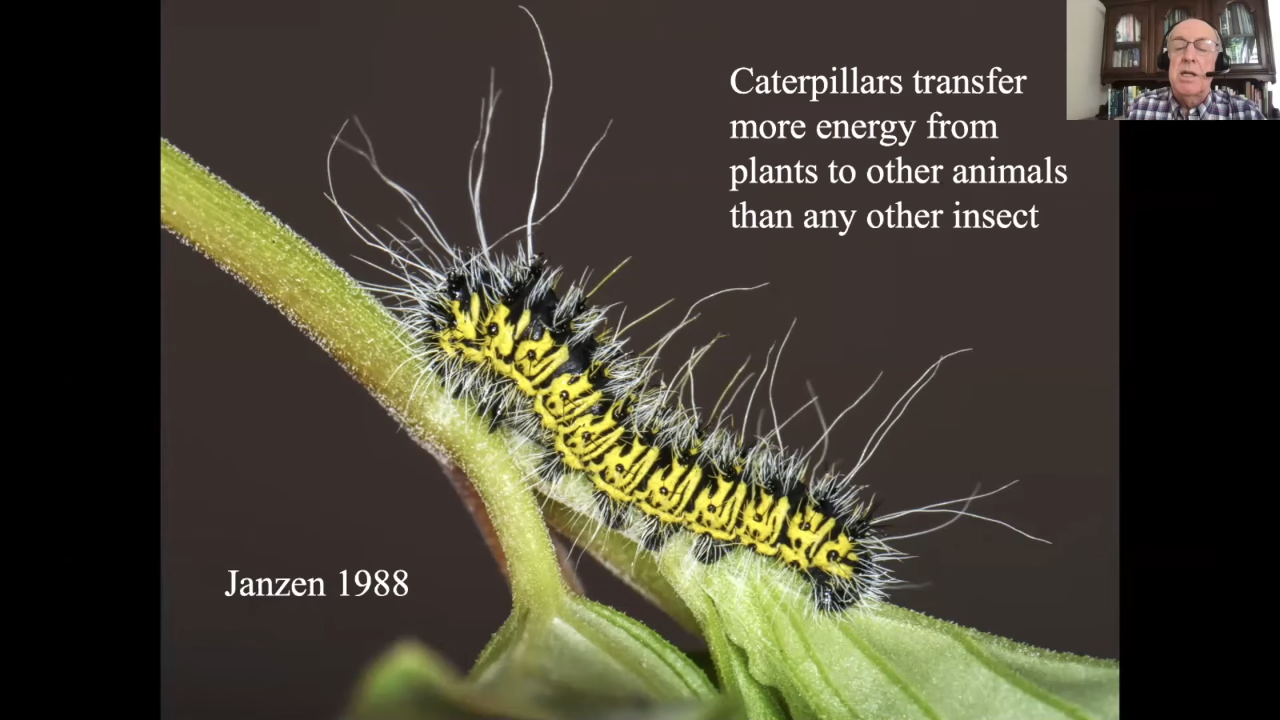 Caterpillars transfer
more energy from
plants to other animals
than any other insect
Janzen 1988